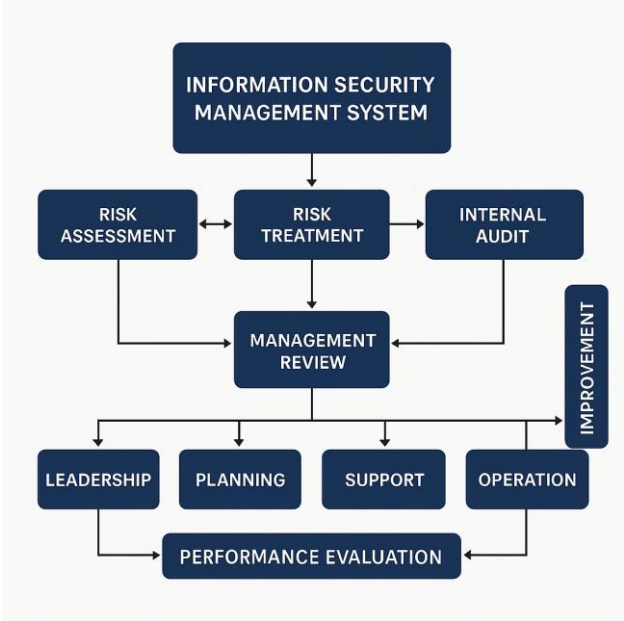 INFORMATION SECURITY
MANAGEMENT SYSTEM
RISK
ASSESSMENT
RISK
TREATMENT
INTERNAL
AUDIT
MANAGEMENT
REVIEW
IMPROVEMENT
LEADERSHIP
PLANNING
SUPPORT
OPERATION
PERFORMANCE EVALUATION